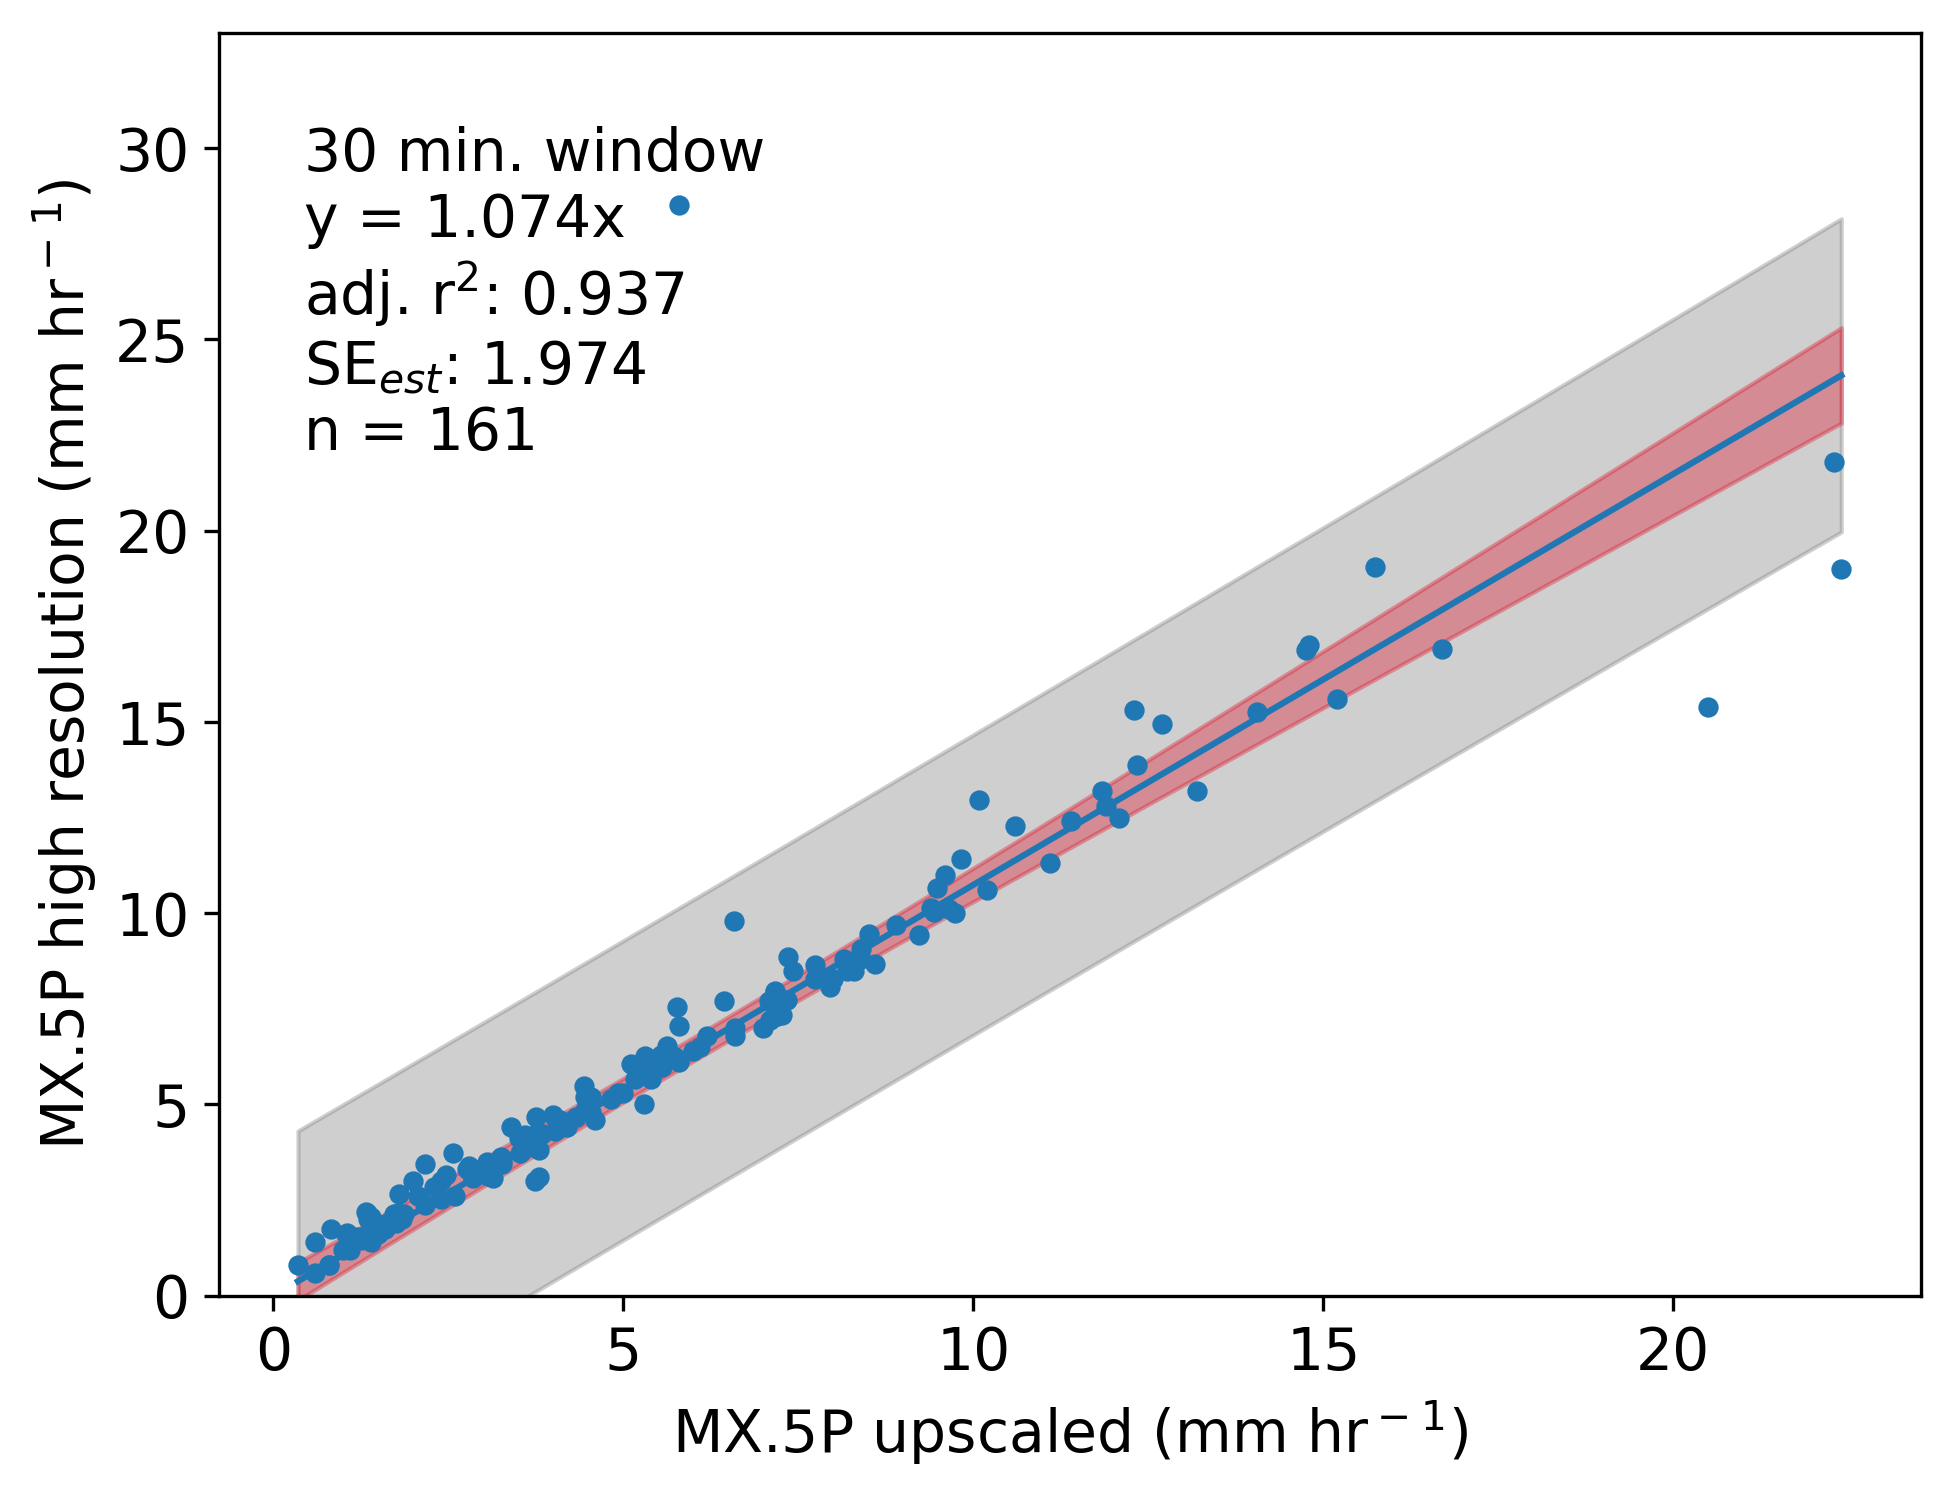 30 min. window
y = 1.074x
adj. r²: 0.937
SEₑₛₜ: 1.974
n = 161
30
25
20
15
10
5
0
0 5 10 15 20
MX.5P high resolution (mm hr⁻¹)
MX.5P upscaled (mm hr⁻¹)